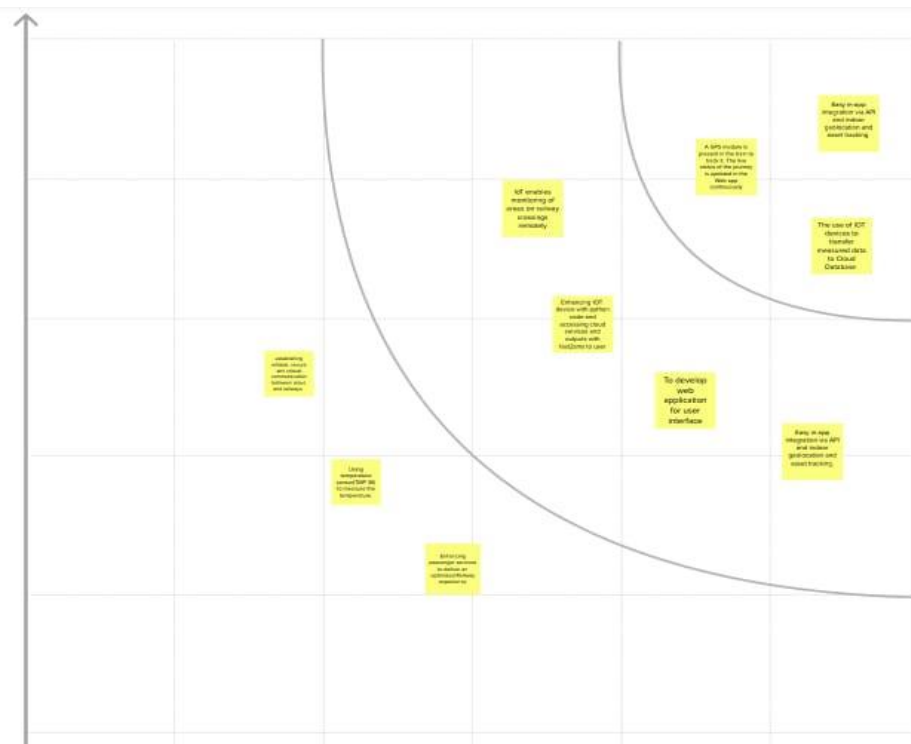 Easy in-app
integration via API
and indoor
geolocation and
asset tracking
A GPS module is
present in the train to
track it. The live
status of the journey
is updated in the
Web app
continuously
IoT enables
monitoring of
areas on railway
crossings
remotely
The use of IOT
devices to
transfer
measured data
to Cloud
Database
Enhancing IOT
device with python
code and
accessing cloud
services and
outputs with
to user
To develop
web
application
for user
interface
communication
between
and railways
Easy in-app
integration via API
and indoor
geolocation and
asset tracking
Using
temperature
sensor
to measure the
temperature.
passenger services
to deliver an
optimized Railway